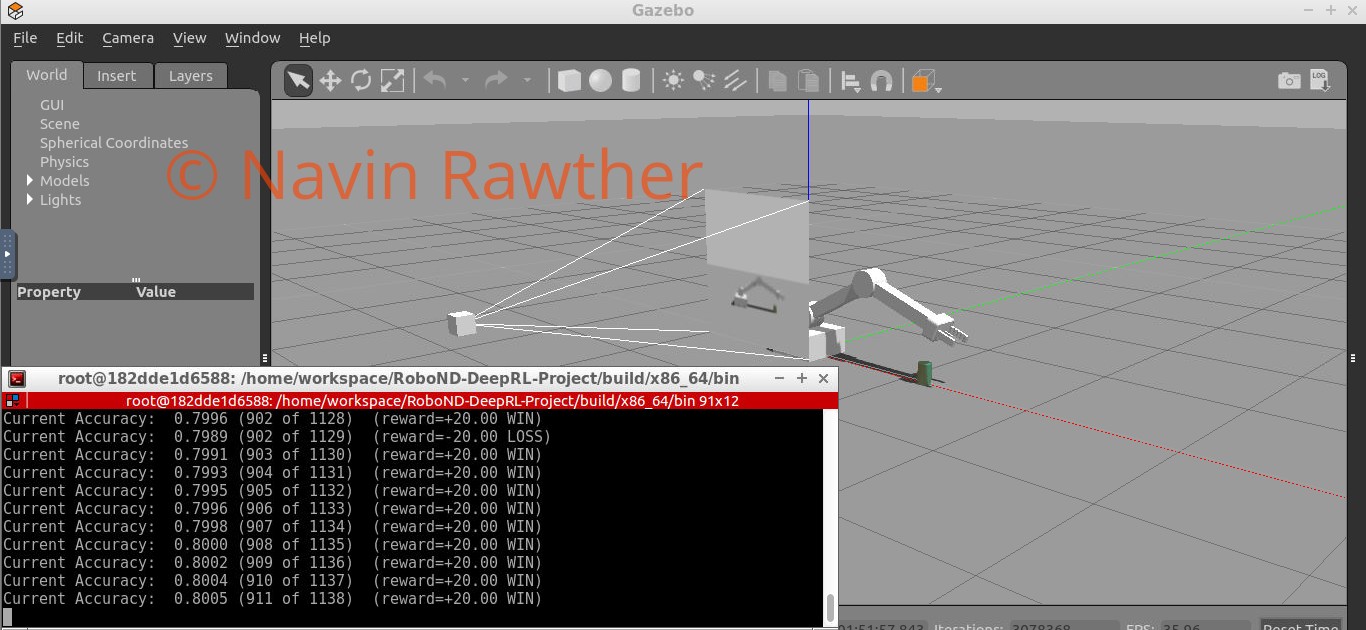 Gazebo
File Edit Camera View Window Help
World Insert Layers
LOG
GUI
Scene
Spherical Coordinates
Physics
Models
Lights
© Navin Rawther
Property Value
root@182dde1d6588: /home/workspace/RoboND-DeepRL-Project/build/x86_64/bin
root@182dde1d6588: /home/workspace/RoboND-DeepRL-Project/build/x86_64/bin 91x12
Current Accuracy:  0.7996 (902 of 1128)  (reward=+20.00 WIN)
Current Accuracy:  0.7989 (902 of 1129)  (reward=-20.00 LOSS)
Current Accuracy:  0.7991 (903 of 1130)  (reward=+20.00 WIN)
Current Accuracy:  0.7993 (904 of 1131)  (reward=+20.00 WIN)
Current Accuracy:  0.7995 (905 of 1132)  (reward=+20.00 WIN)
Current Accuracy:  0.7996 (906 of 1133)  (reward=+20.00 WIN)
Current Accuracy:  0.7998 (907 of 1134)  (reward=+20.00 WIN)
Current Accuracy:  0.8000 (908 of 1135)  (reward=+20.00 WIN)
Current Accuracy:  0.8002 (909 of 1136)  (reward=+20.00 WIN)
Current Accuracy:  0.8004 (910 of 1137)  (reward=+20.00 WIN)
Current Accuracy:  0.8005 (911 of 1138)  (reward=+20.00 WIN)
01:51:57.843 Iterations: 3078368 FPS: 35.96 Reset Time